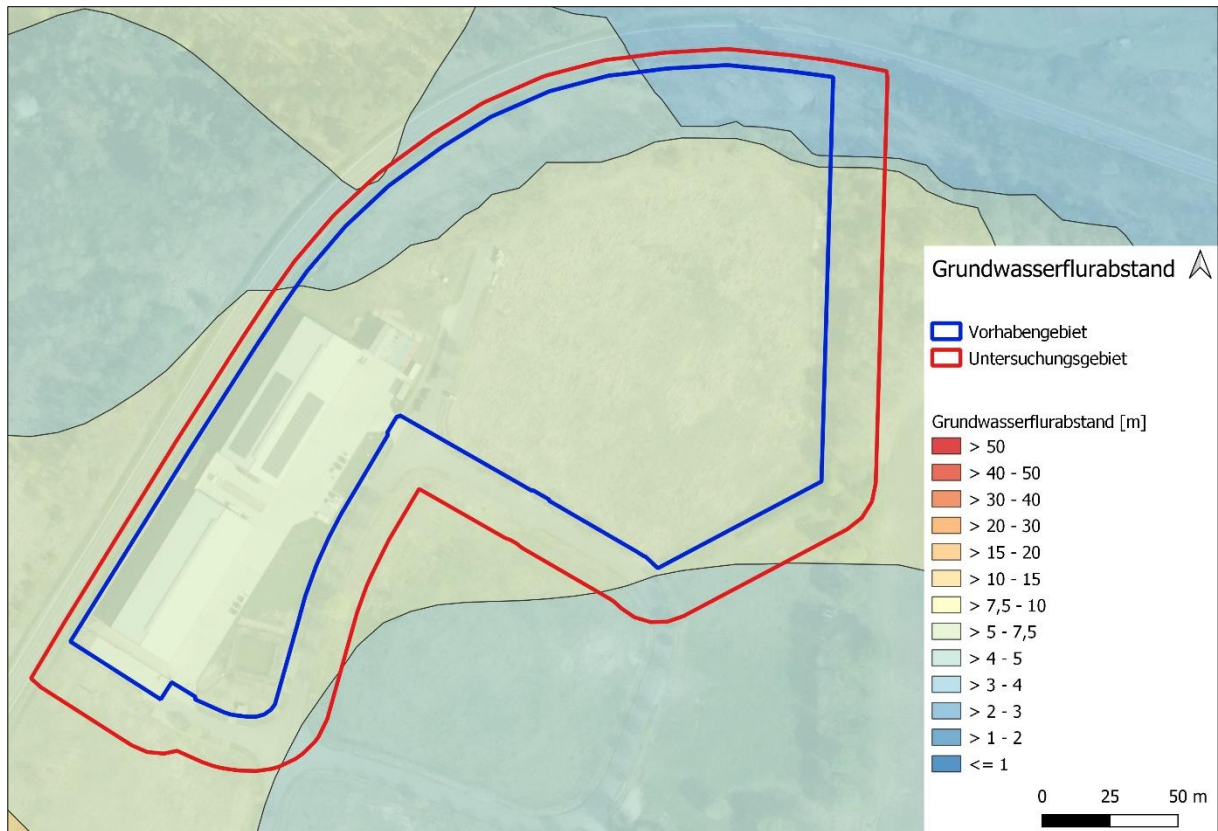 Grundwasserflurabstand
Vorhabengebiet
Untersuchungsgebiet
Grundwasserflurabstand [m]
> 50
> 40 - 50
> 30 - 40
> 20 - 30
> 15 - 20
> 10 - 15
> 7,5 - 10
> 5 - 7,5
> 4 - 5
> 3 - 4
> 2 - 3
> 1 - 2
<= 1
0 25 50 m